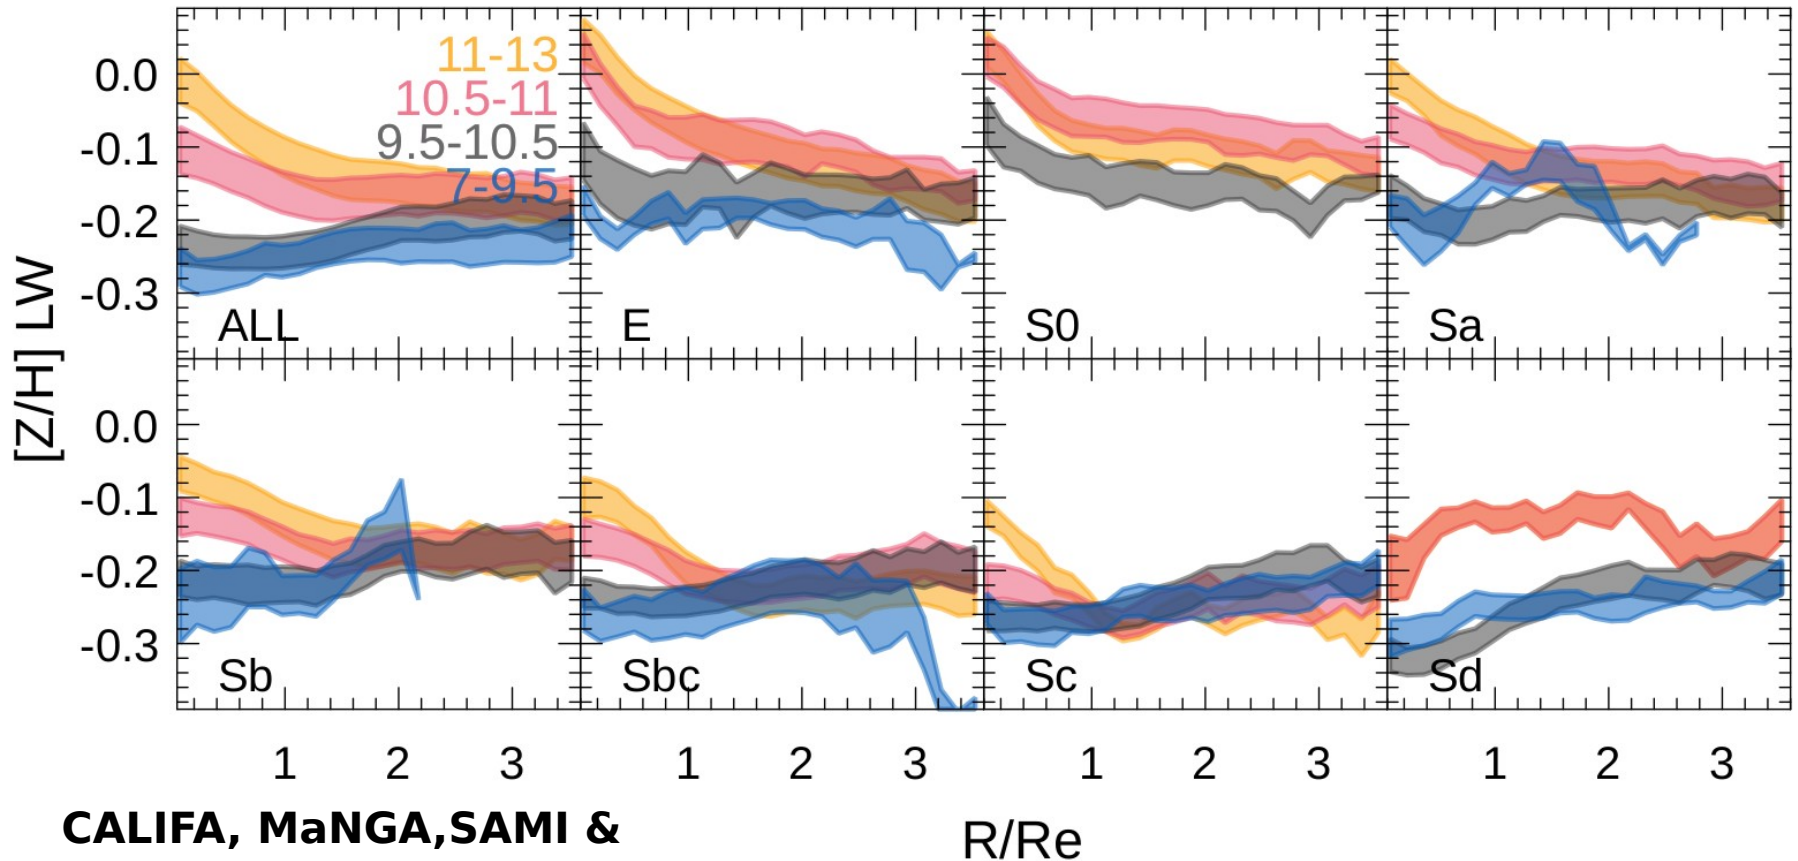 11-13
10.5-11
9.5-10.5
7-9.5
0.0
-0.1
-0.2
-0.3
ALL
E
S0
Sa
[Z/H] LW
0.0
-0.1
-0.2
-0.3
Sb
Sbc
Sc
Sd
1 2 3 1 2 3 1 2 3 1 2 3
CALIFA, MaNGA,SAMI &
R/Re